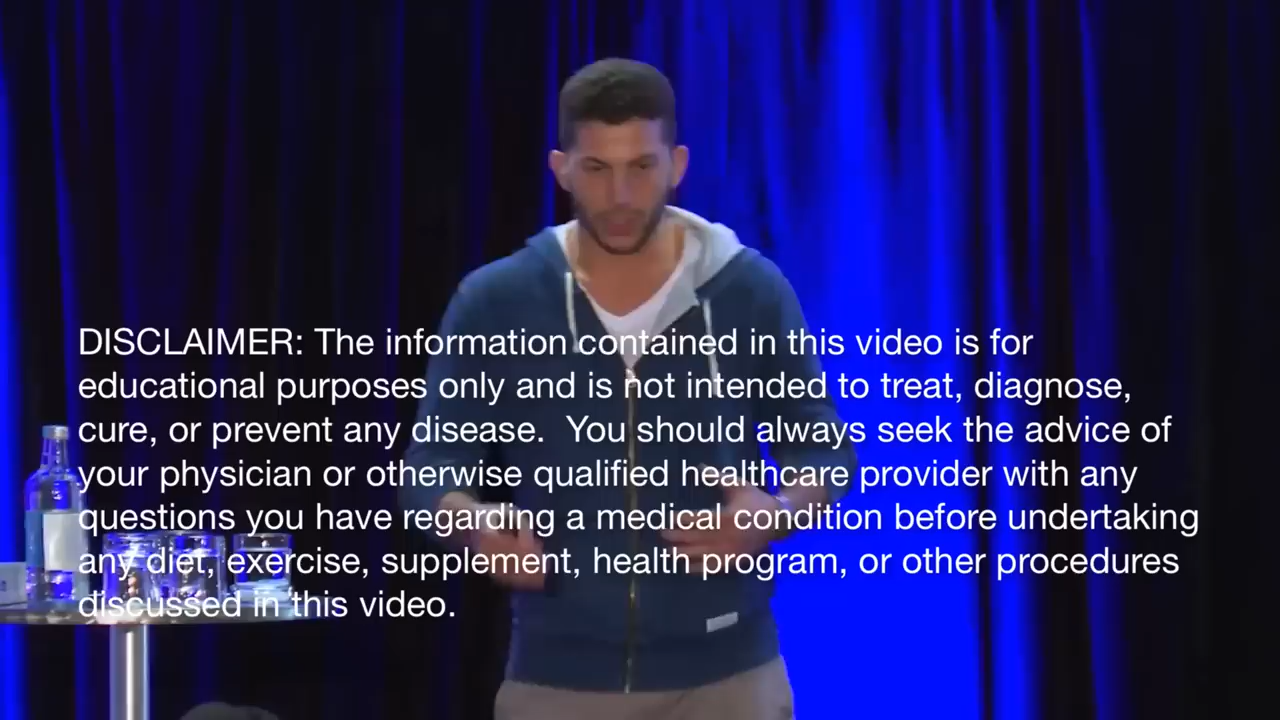 DISCLAIMER: The information contained in this video is for
educational purposes only and is not intended to treat, diagnose,
cure, or prevent any disease.  You should always seek the advice of
your physician or otherwise qualified healthcare provider with any
questions you have regarding a medical condition before undertaking
any diet, exercise, supplement, health program, or other procedures
discussed in this video.